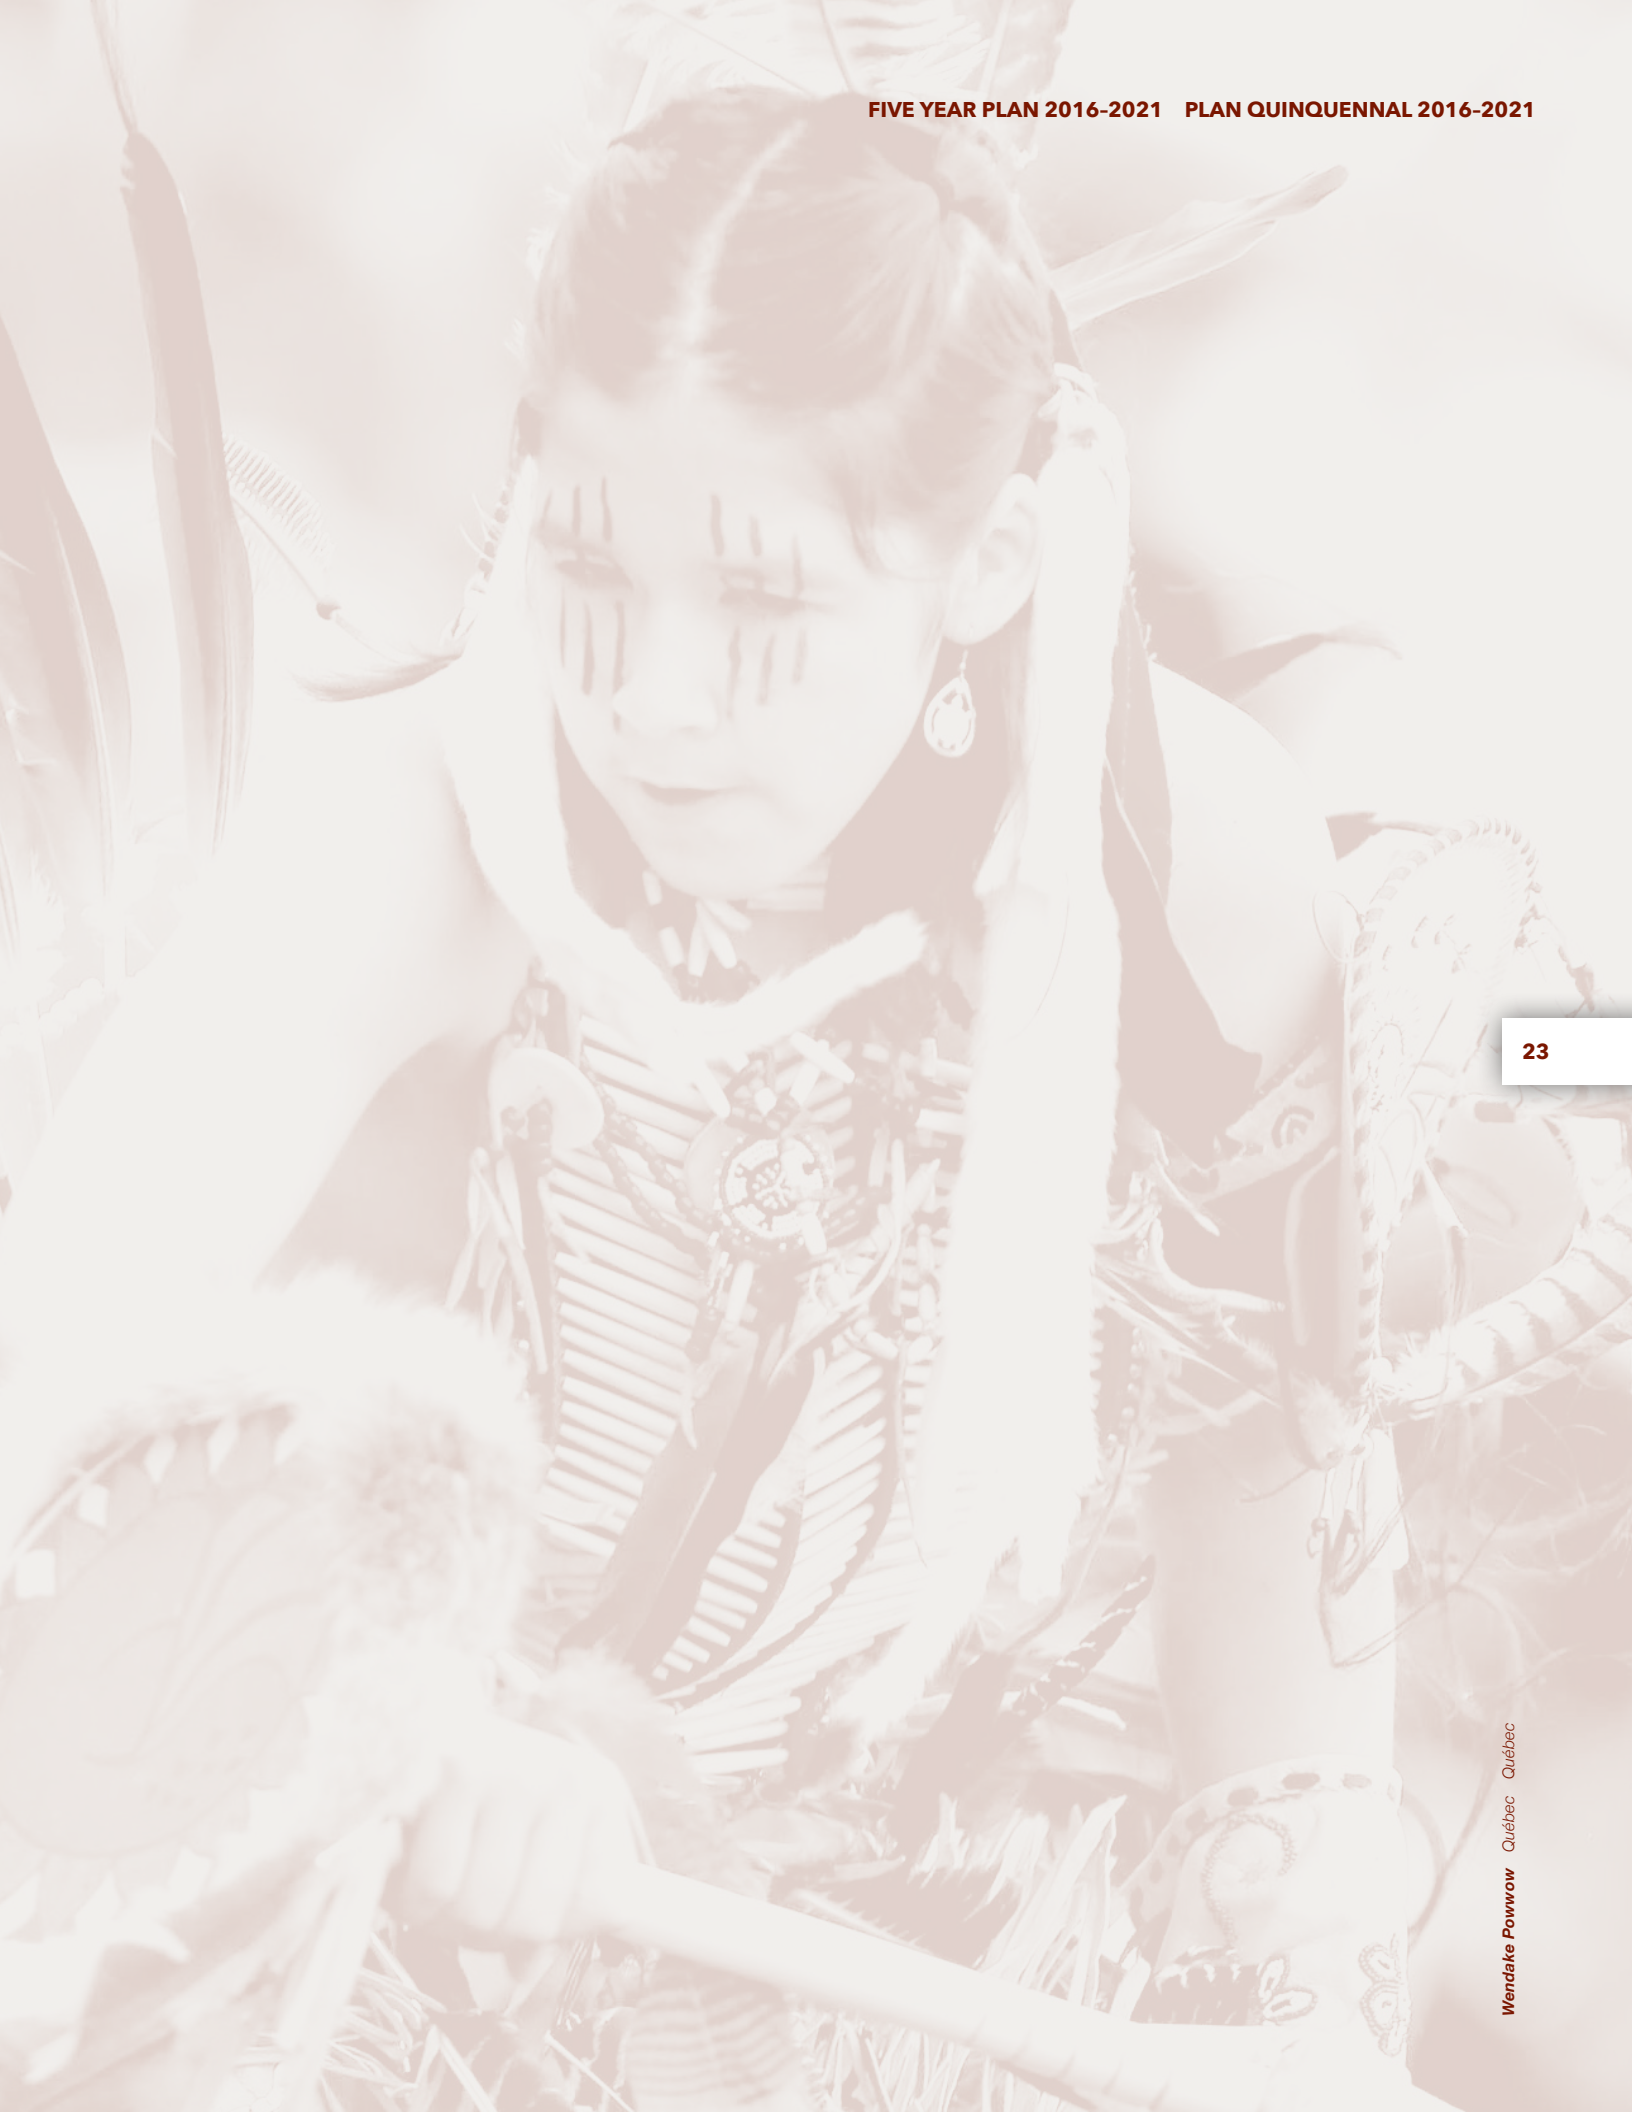 FIVE YEAR PLAN 2016–2021 PLAN QUINQUENNAL 2016–2021
23
Wendake Powwow Québec Québec